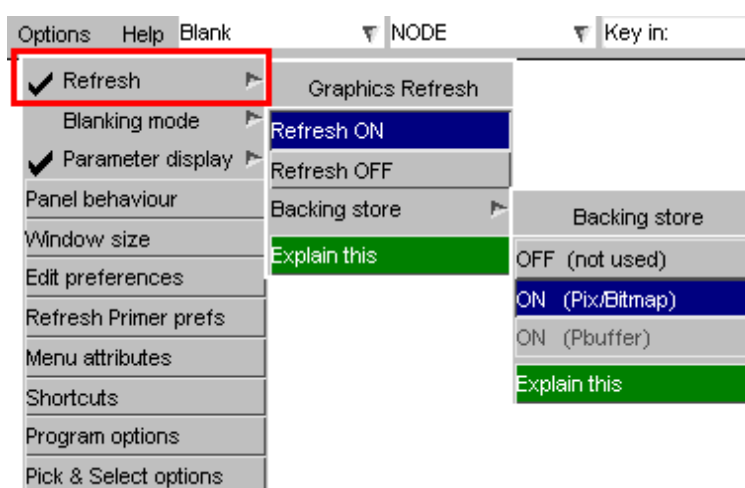 Options Help Blank NODE Key in:
Refresh
Blanking mode
Parameter display
Panel behaviour
Window size
Edit preferences
Refresh Primer prefs
Menu attributes
Shortcuts
Program options
Pick & Select options
Graphics Refresh
Refresh ON
Refresh OFF
Backing store
Explain this
Backing store
OFF (not used)
ON (Pix/Bitmap)
ON (Pbuffer)
Explain this